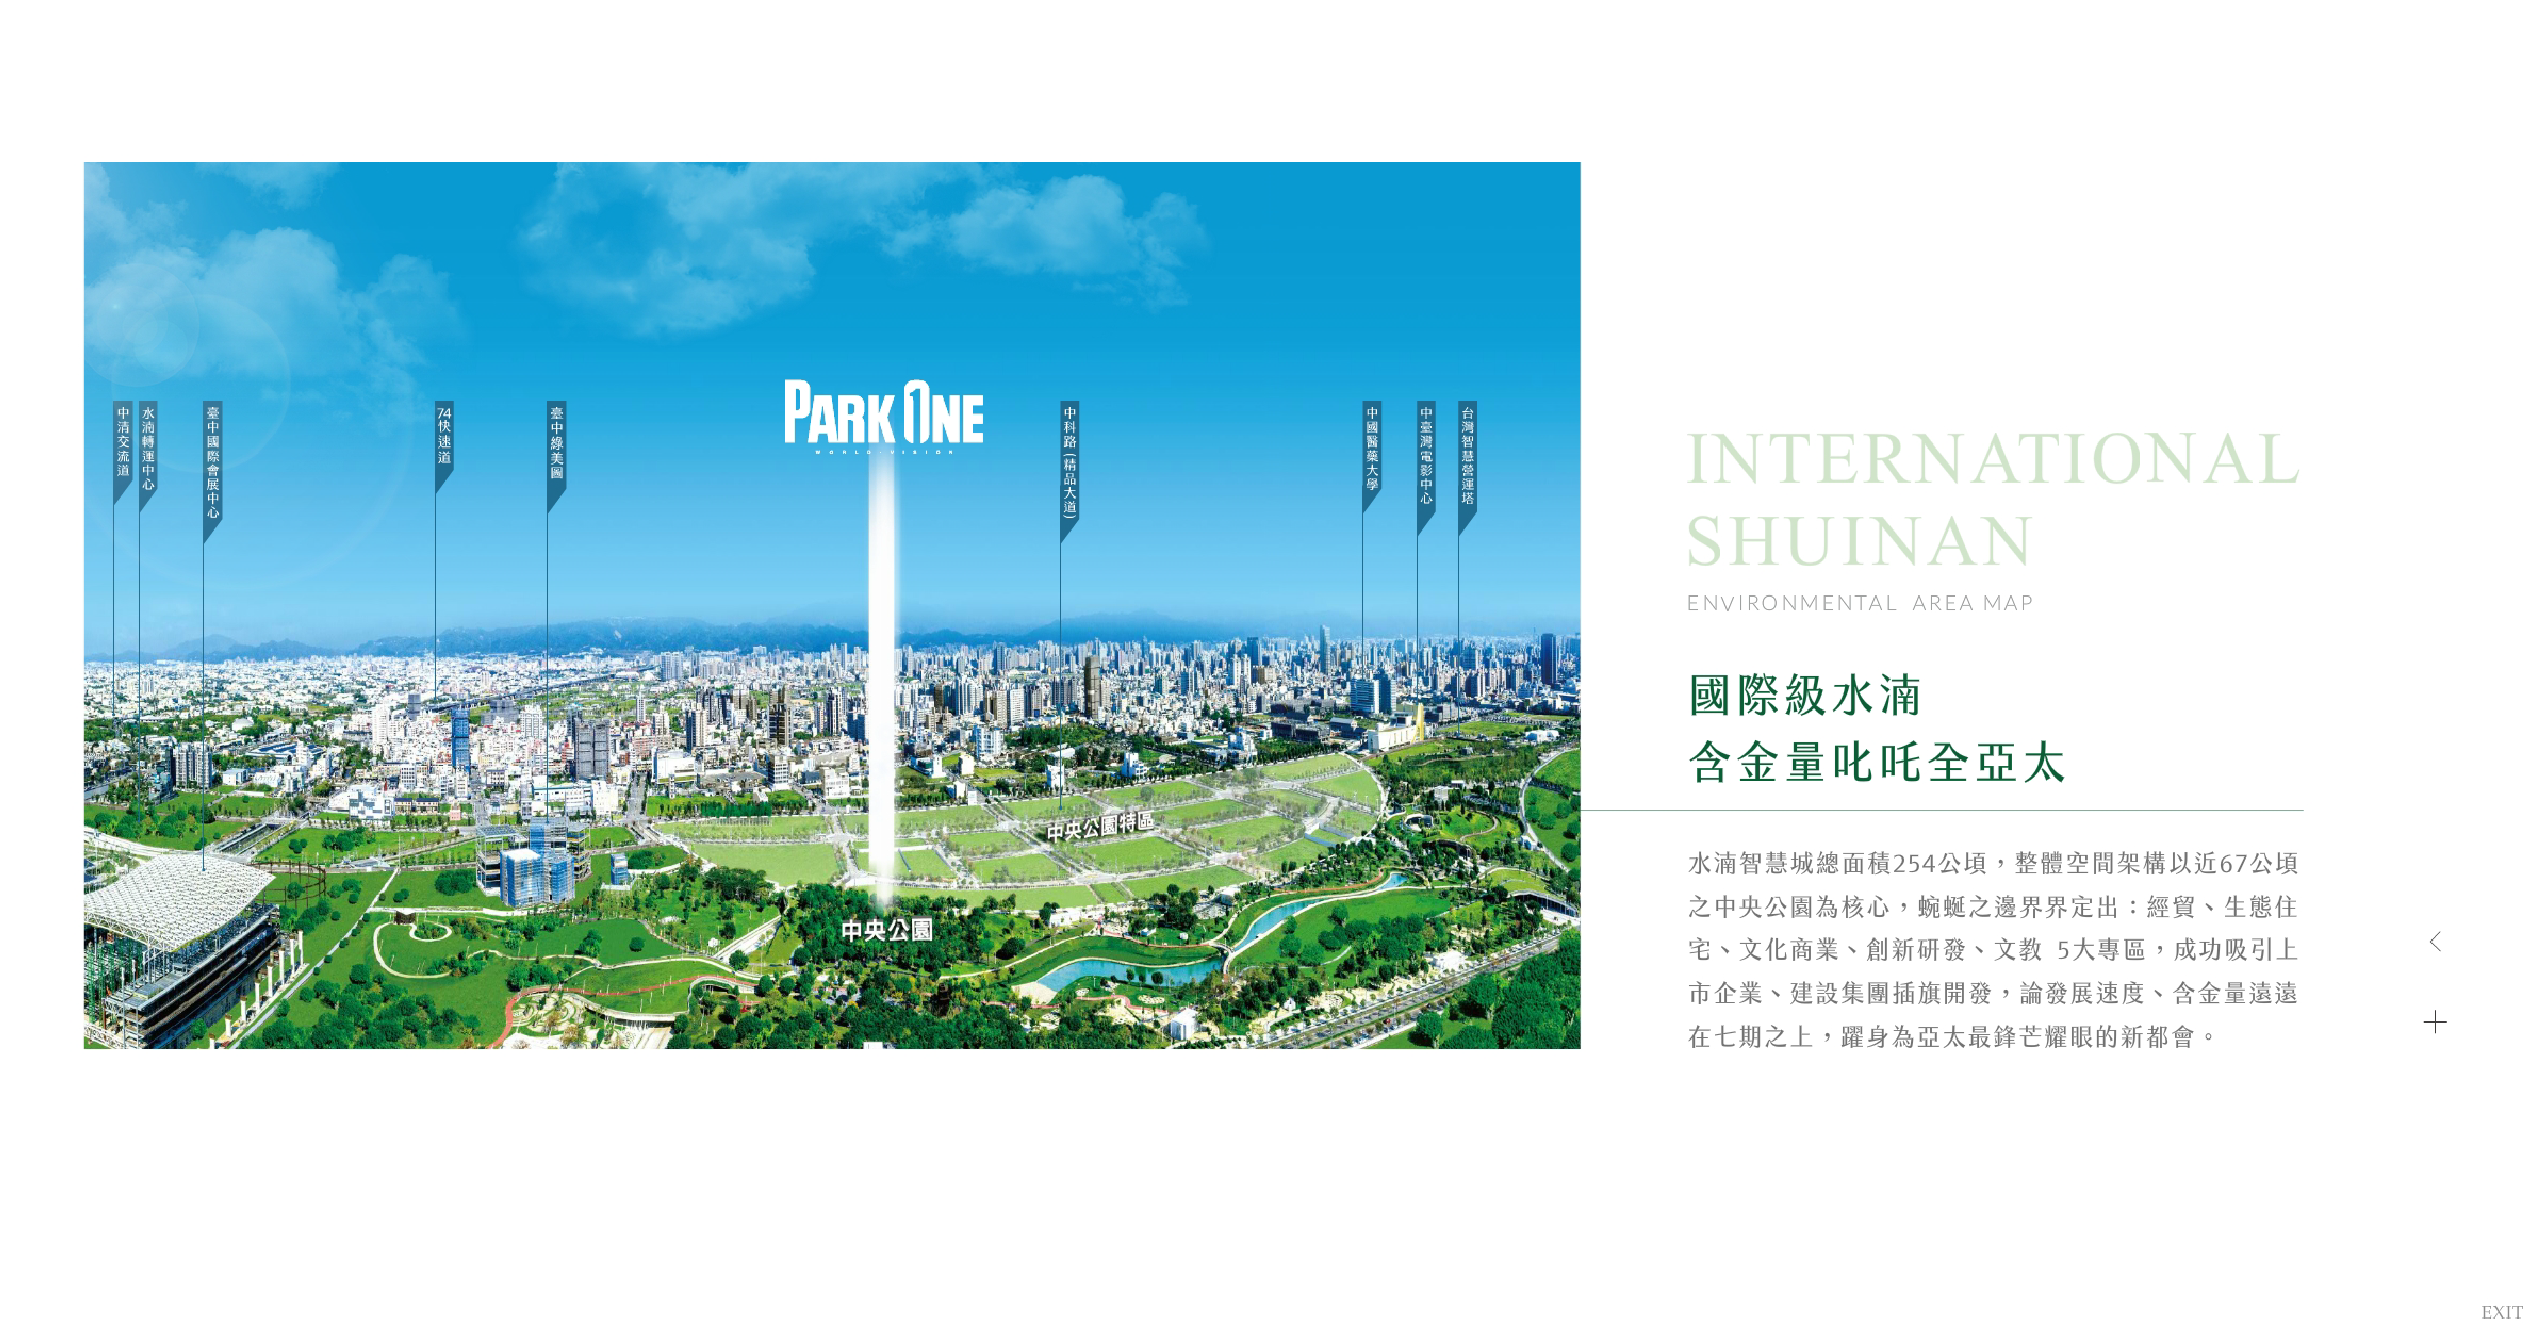 中清交流道
水湳轉運中心
臺中國際會展中心
74快速道
臺中綠美圖
PARK ONE
WORLD-VISION
中科路(精品大道)
中國醫藥大學
中臺灣電影中心
台灣智慧營運塔
中央公園特區
中央公園
INTERNATIONAL
SHUINAN
ENVIRONMENTAL AREA MAP
國際級水湳
含金量叱吒全亞太
水湳智慧城總面積254公頃，整體空間架構以近67公頃
之中央公園為核心，蜿蜒之邊界界定出：經貿、生態住
宅、文化商業、創新研發、文教 5大專區，成功吸引上
市企業、建設集團插旗開發，論發展速度、含金量遠遠
在七期之上，躍身為亞太最鋒芒耀眼的新都會。
EXIT